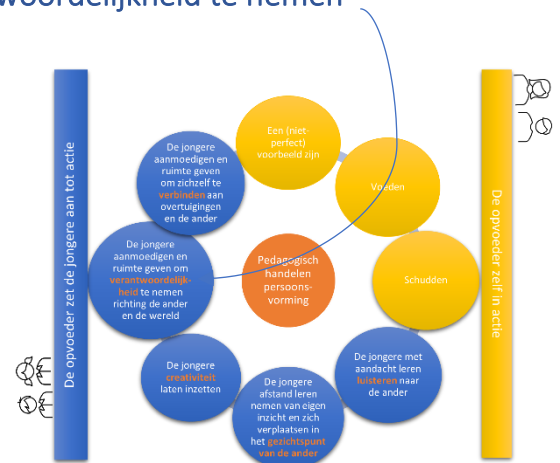 woordelijkheid te nemen
De opvoeder zet de jongere aan tot actie
De jongere
aanmoedigen en
ruimte geven
om zichzelf te
verbinden aan
overtuigingen
en de ander
Een (niet-
perfect)
voorbeeld zijn
Voeden
De jongere
aanmoedigen en
ruimte geven om
verantwoordelijk-
heid te nemen
richting de ander
en de wereld
Pedagogisch
handelen
persoons-
vorming
Schudden
De jongere
creativiteit
laten inzetten
De jongere
afstand leren
nemen van eigen
inzicht en zich
verplaatsen in
het gezichtspunt
van de ander
De jongere met
aandacht leren
luisteren naar
de ander
De opvoeder zelf in actie